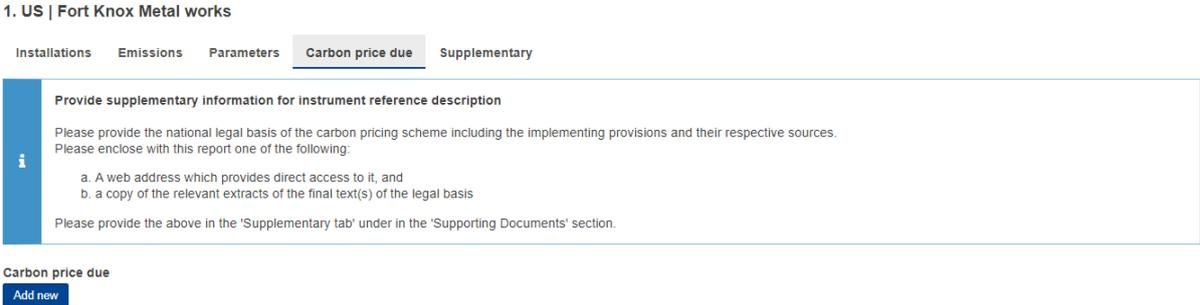 1. US | Fort Knox Metal works
Installations Emissions Parameters Carbon price due Supplementary
Provide supplementary information for instrument reference description
Please provide the national legal basis of the carbon pricing scheme including the implementing provisions and their respective sources.
Please enclose with this report one of the following:
a. A web address which provides direct access to it, and
b. a copy of the relevant extracts of the final text(s) of the legal basis
Please provide the above in the 'Supplementary tab' under in the 'Supporting Documents' section.
Carbon price due
Add new